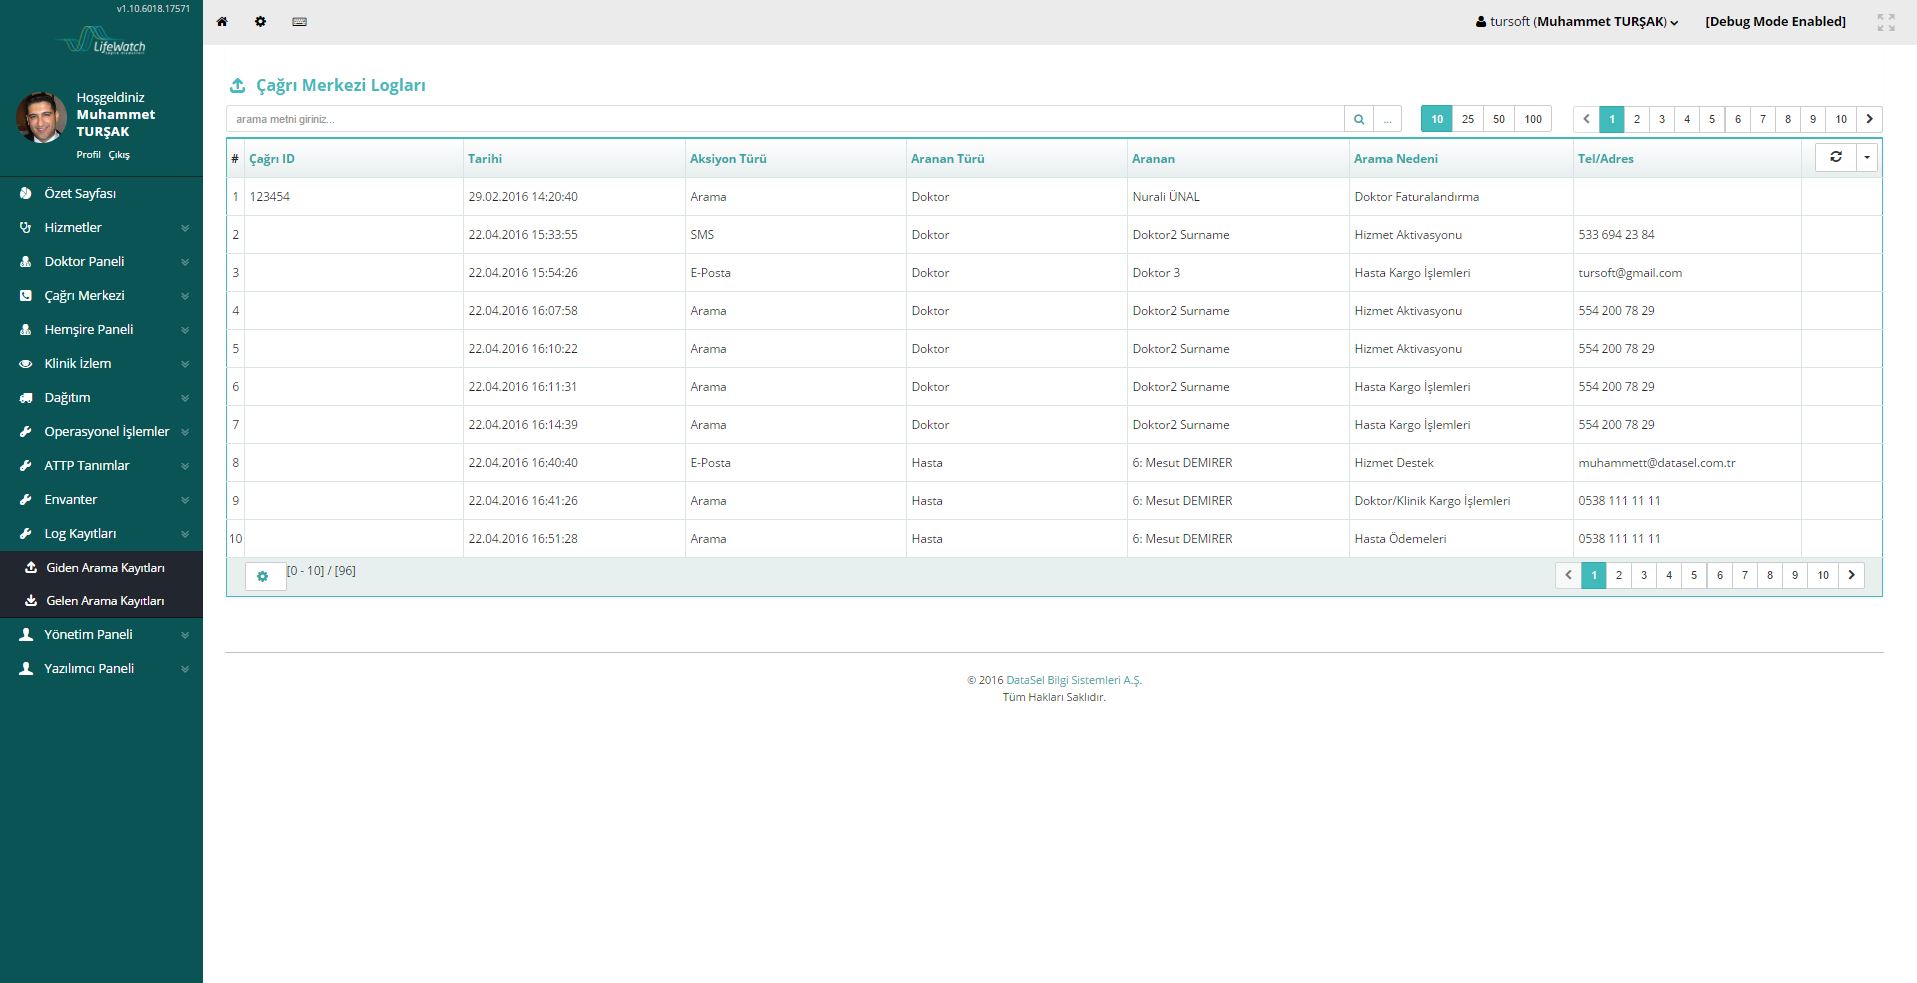 v1.10.6018.17571
LifeWatch
Hoşgeldiniz
Muhammet
TURŞAK
Profil Çıkış
Özet Sayfası
Hizmetler
Doktor Paneli
Çağrı Merkezi
Hemşire Paneli
Klinik İzlem
Dağıtım
Operasyonel İşlemler
ATTP Tanımlar
Envanter
Log Kayıtları
Giden Arama Kayıtları
Gelen Arama Kayıtları
Yönetim Paneli
Yazılımcı Paneli
tursoft (Muhammet TURŞAK) [Debug Mode Enabled]
Çağrı Merkezi Logları
arama metni giriniz... ... 10 25 50 100 1 2 3 4 5 6 7 8 9 10
# Çağrı ID Tarihi Aksiyon Türü Aranan Türü Aranan Arama Nedeni Tel/Adres
1 123454 29.02.2016 14:20:40 Arama Doktor Nurali ÜNAL Doktor Faturalandırma
2 22.04.2016 15:33:55 SMS Doktor Doktor2 Surname Hizmet Aktivasyonu 533 694 23 84
3 22.04.2016 15:54:26 E-Posta Doktor Doktor 3 Hasta Kargo İşlemleri tursoft@gmail.com
4 22.04.2016 16:07:58 Arama Doktor Doktor2 Surname Hizmet Aktivasyonu 554 200 78 29
5 22.04.2016 16:10:22 Arama Doktor Doktor2 Surname Hizmet Aktivasyonu 554 200 78 29
6 22.04.2016 16:11:31 Arama Doktor Doktor2 Surname Hasta Kargo İşlemleri 554 200 78 29
7 22.04.2016 16:14:39 Arama Doktor Doktor2 Surname Hasta Kargo İşlemleri 554 200 78 29
8 22.04.2016 16:40:40 E-Posta Hasta 6: Mesut DEMIRER Hizmet Destek muhammett@datasel.com.tr
9 22.04.2016 16:41:26 Arama Hasta 6: Mesut DEMIRER Doktor/Klinik Kargo İşlemleri 0538 111 11 11
10 22.04.2016 16:51:28 Arama Hasta 6: Mesut DEMIRER Hasta Ödemeleri 0538 111 11 11
[0 - 10] / [96] 1 2 3 4 5 6 7 8 9 10
© 2016 DataSel Bilgi Sistemleri A.Ş.
Tüm Hakları Saklıdır.